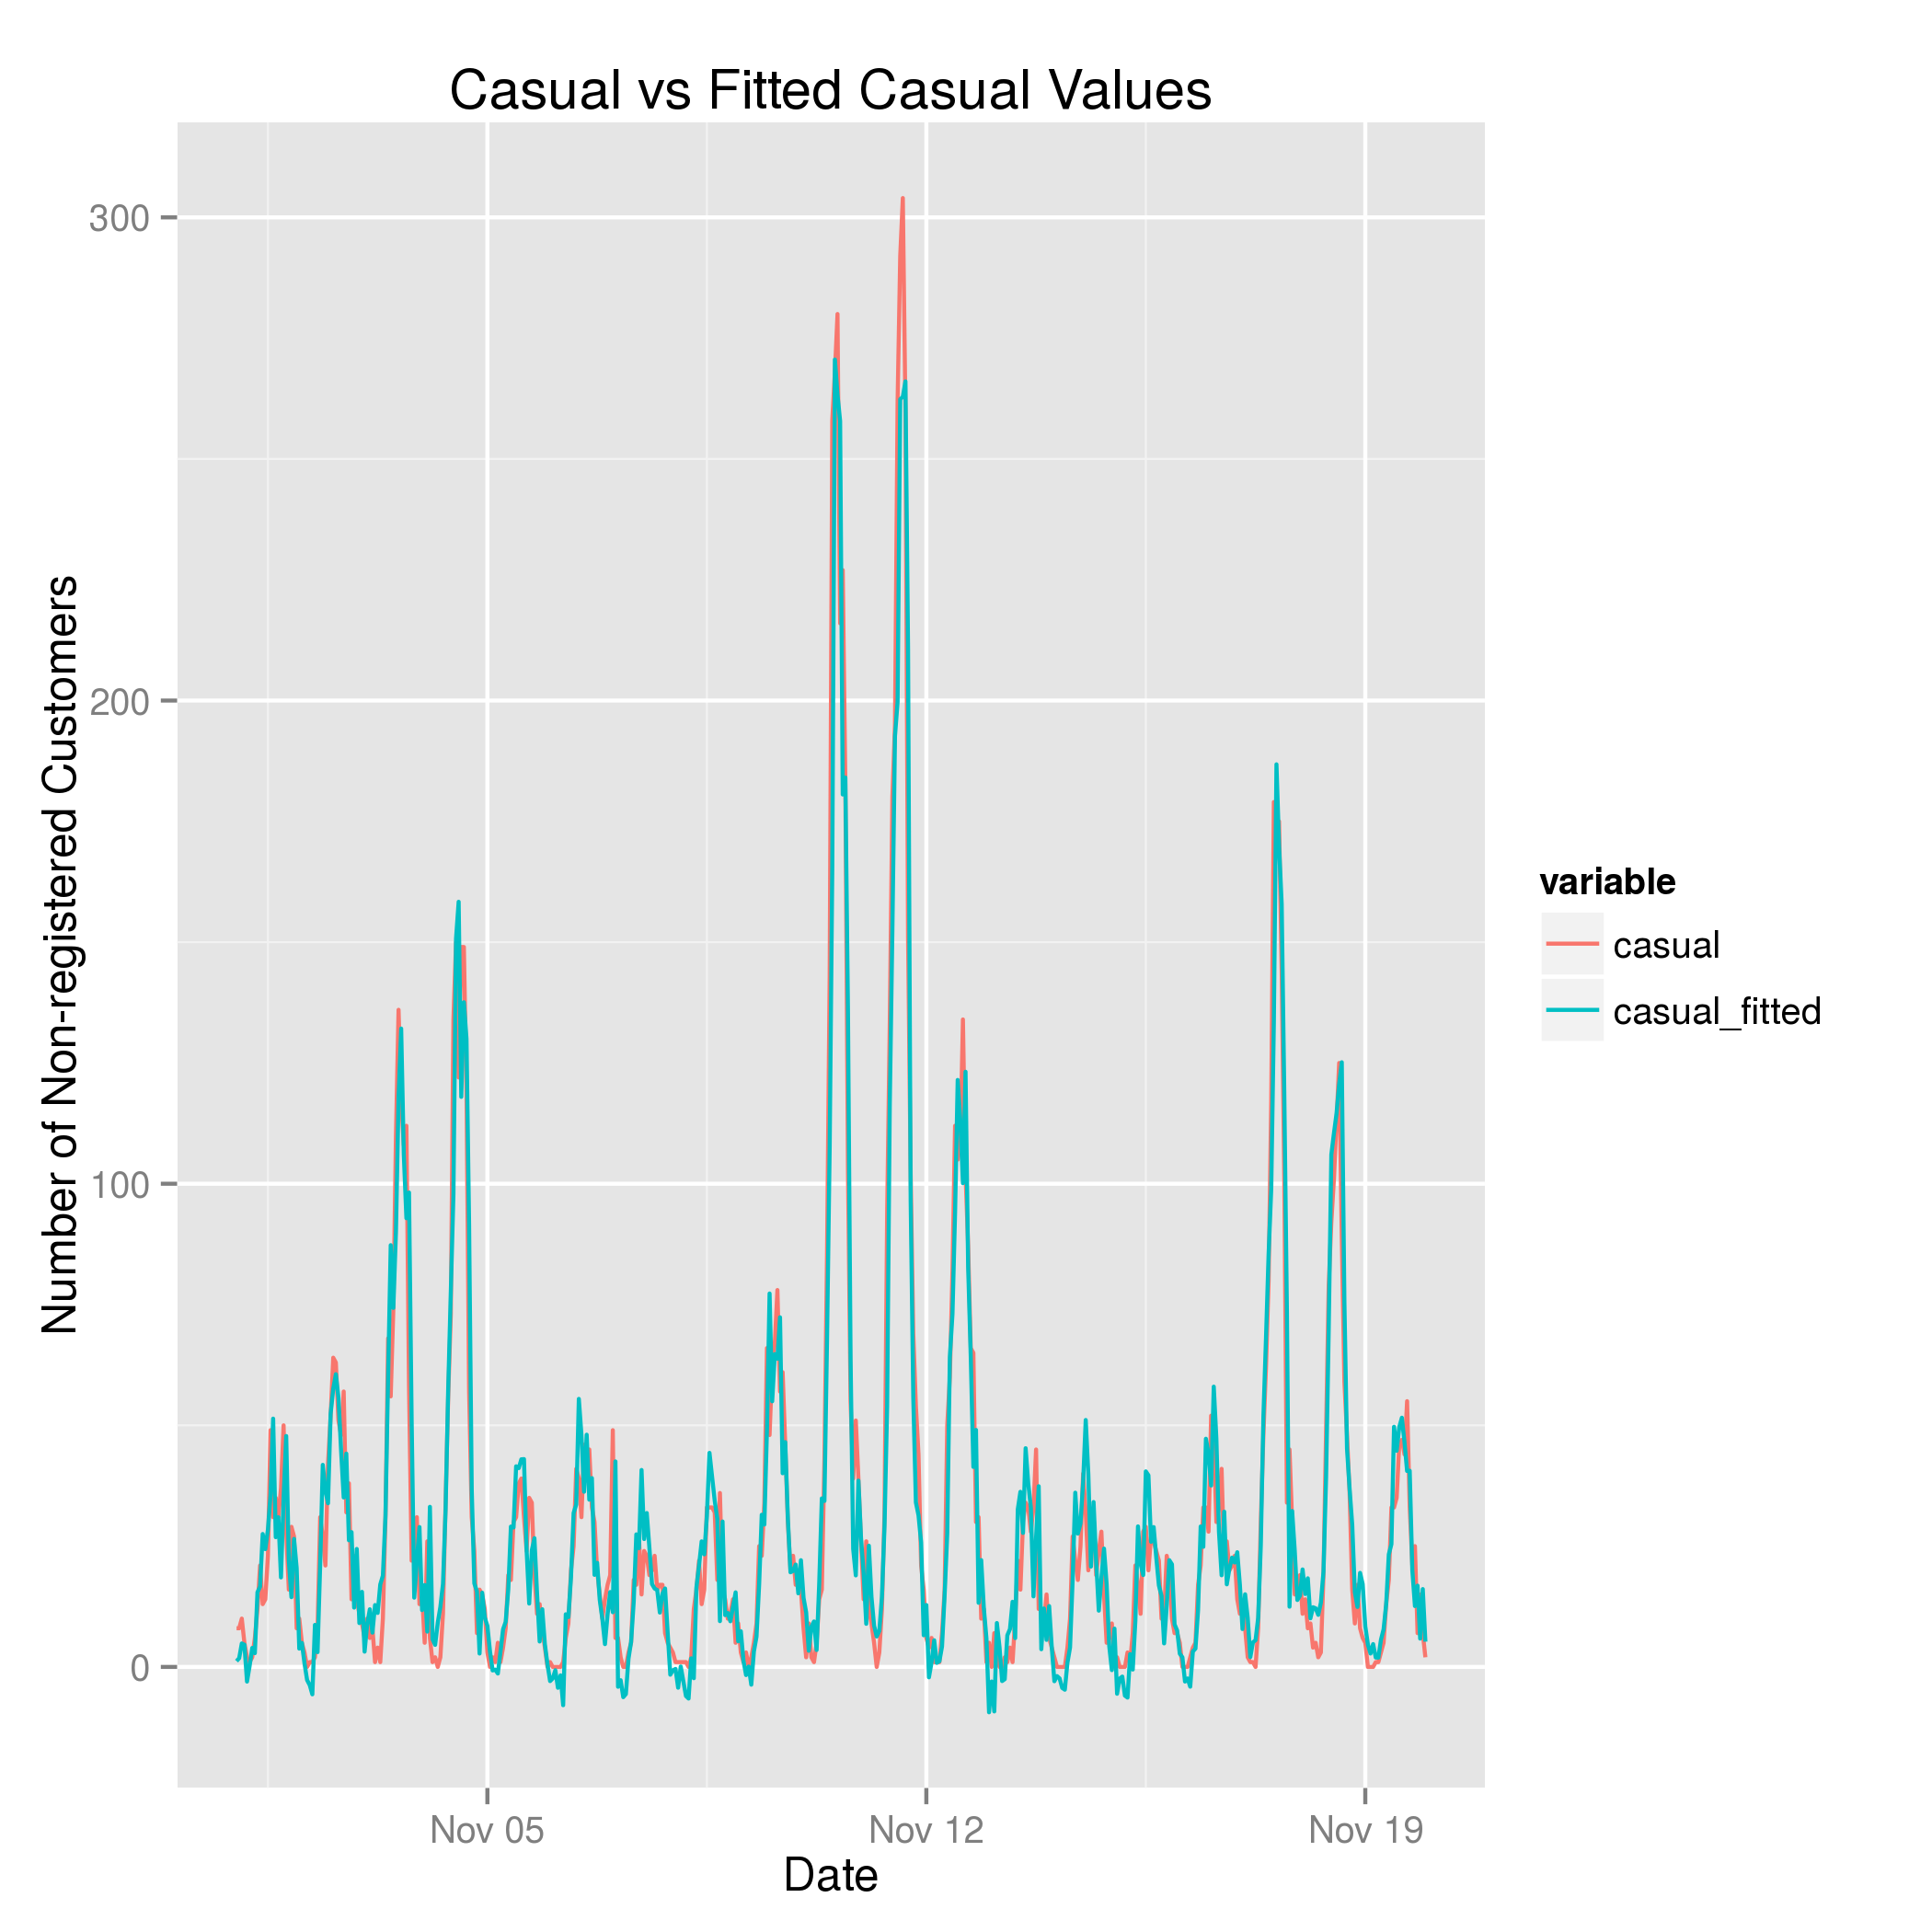 Casual vs Fitted Casual Values
Number of Non-registered Customers
300
200
100
0
Nov 05
Nov 12
Nov 19
Date
variable
casual
casual_fitted